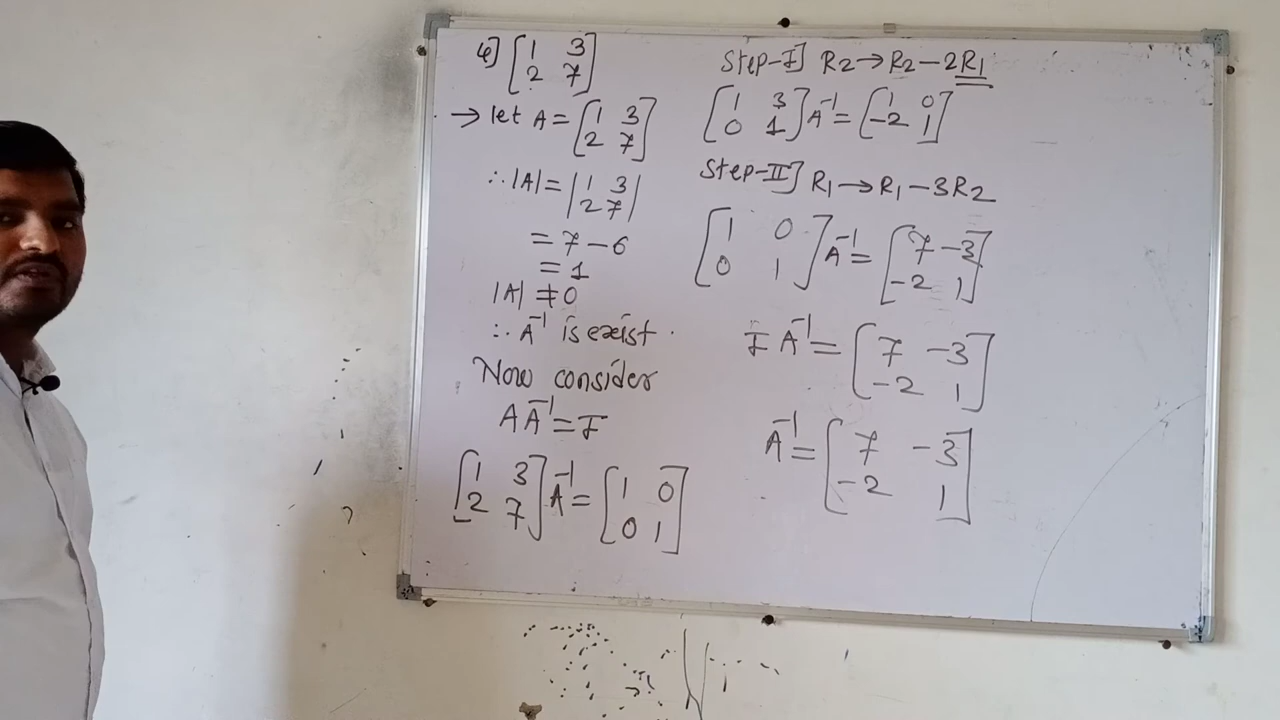 4] [1 3
2 7]
→ let A = [1 3
2 7]
∴ |A| = |1 3
2 7|
= 7 - 6
= 1
|A| ≠ 0
∴ A⁻¹ is exist.
Now consider
AA⁻¹ = I
[1 3
2 7] A⁻¹ = [1 0
0 1]
Step-I] R2 → R2 - 2R1
[1 3
0 1] A⁻¹ = [1 0
-2 1]
Step-II] R1 → R1 - 3R2
[1 0
0 1] A⁻¹ = [7 -3
-2 1]
I A⁻¹ = [7 -3
-2 1]
A⁻¹ = [7 -3
-2 1]